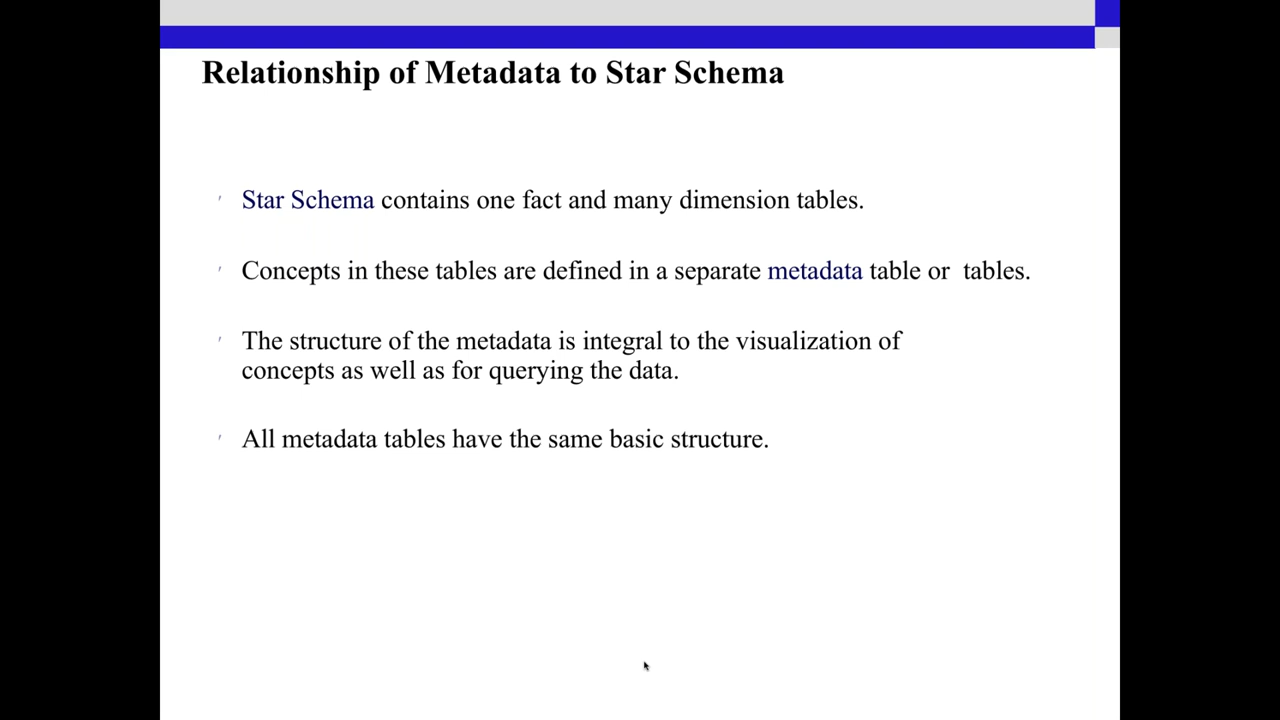 Relationship of Metadata to Star Schema
Star Schema contains one fact and many dimension tables.
Concepts in these tables are defined in a separate metadata table or  tables.
The structure of the metadata is integral to the visualization of
concepts as well as for querying the data.
All metadata tables have the same basic structure.